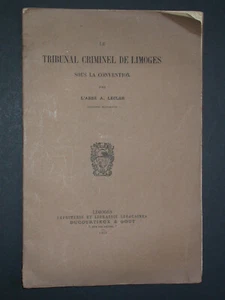 LE
TRIBUNAL CRIMINEL DE LIMOGES
SOUS LA CONVENTION
PAR
L'ABBÉ A. LECLER
LIMOGES
IMPRIMERIE ET LIBRAIRIE LIMOUSINES
DUCOURTIEUX & GOUT